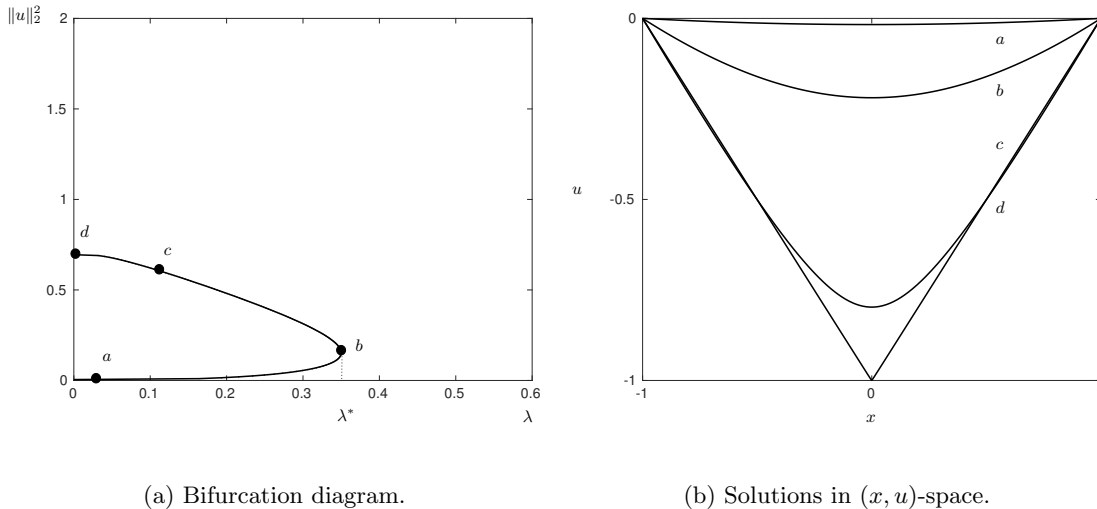 ‖u‖₂² 2
1.5
1
0.5
0
d
c
b
a
0 0.1 0.2 0.3 0.4 0.5 0.6
λ* λ
(a) Bifurcation diagram.
0
a
b
c
u -0.5
d
-1
-1 0
x
(b) Solutions in (x, u)-space.